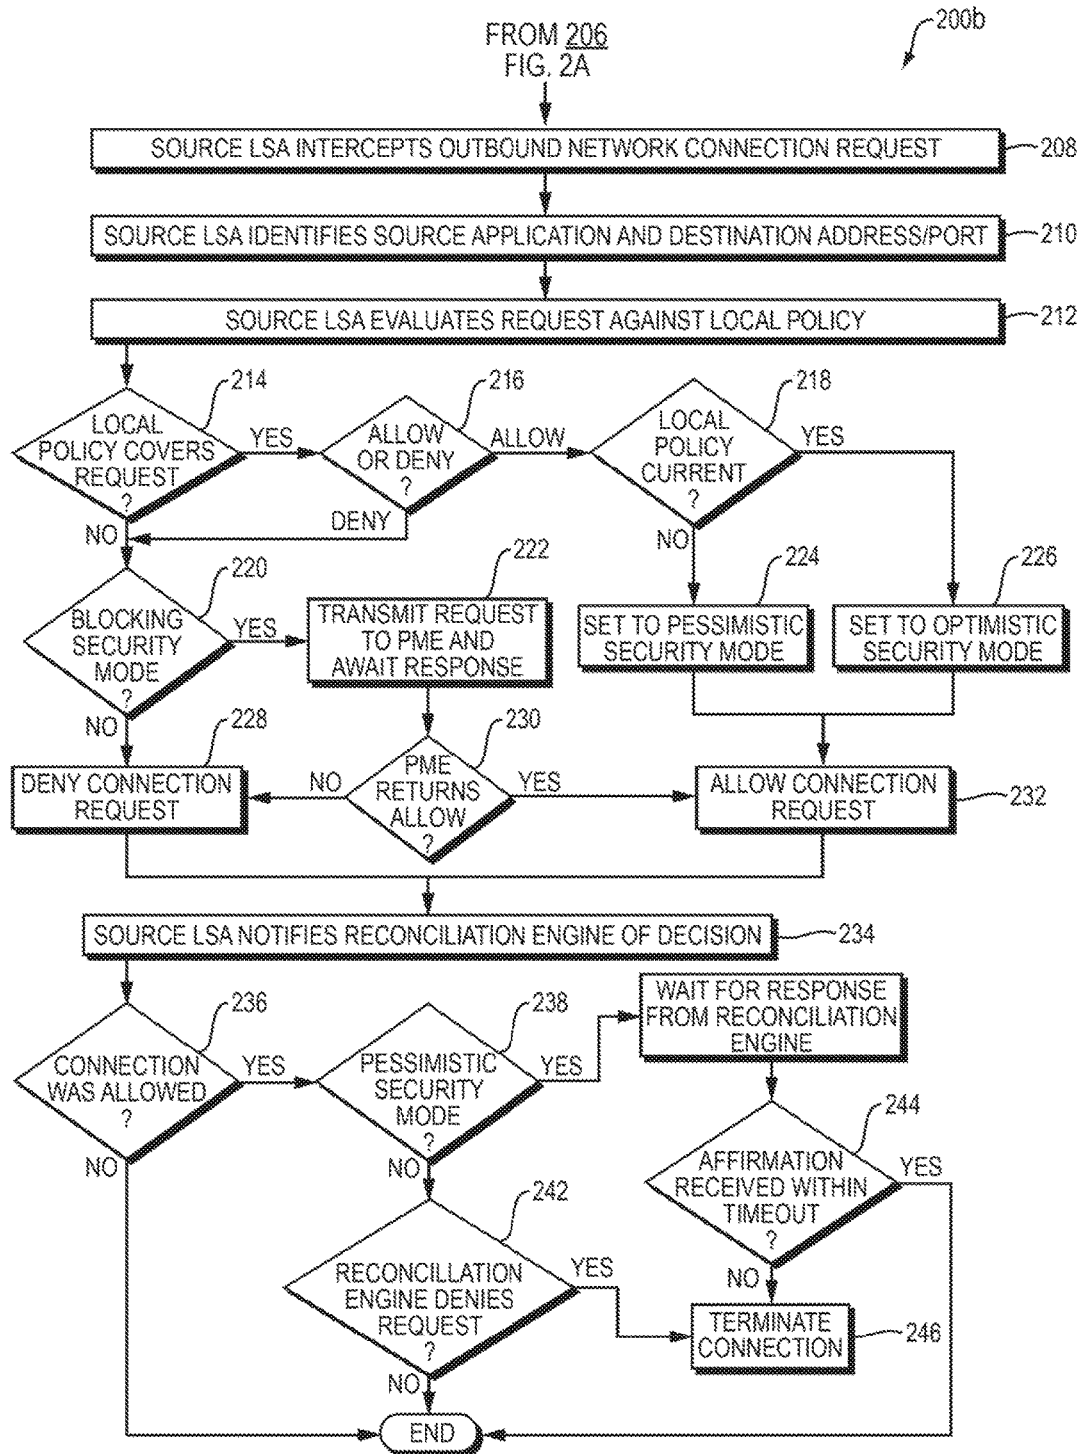 200b
FROM 206
FIG. 2A
SOURCE LSA INTERCEPTS OUTBOUND NETWORK CONNECTION REQUEST
208
SOURCE LSA IDENTIFIES SOURCE APPLICATION AND DESTINATION ADDRESS/PORT
210
SOURCE LSA EVALUATES REQUEST AGAINST LOCAL POLICY
212
214
LOCAL
POLICY COVERS
REQUEST
?
YES
NO
216
ALLOW
OR DENY
?
ALLOW
DENY
218
LOCAL
POLICY
CURRENT
?
YES
NO
220
BLOCKING
SECURITY
MODE
?
YES
NO
222
TRANSMIT REQUEST
TO PME AND
AWAIT RESPONSE
224
SET TO PESSIMISTIC
SECURITY MODE
226
SET TO OPTIMISTIC
SECURITY MODE
228
DENY CONNECTION
REQUEST
230
PME
RETURNS
ALLOW
?
NO
YES
ALLOW CONNECTION
REQUEST
232
SOURCE LSA NOTIFIES RECONCILIATION ENGINE OF DECISION
234
236
CONNECTION
WAS ALLOWED
?
YES
NO
238
PESSIMISTIC
SECURITY
MODE
?
YES
NO
WAIT FOR RESPONSE
FROM RECONCILIATION
ENGINE
244
AFFIRMATION
RECEIVED WITHIN
TIMEOUT
?
YES
NO
242
RECONCILLATION
ENGINE DENIES
REQUEST
?
YES
NO
TERMINATE
CONNECTION
246
END